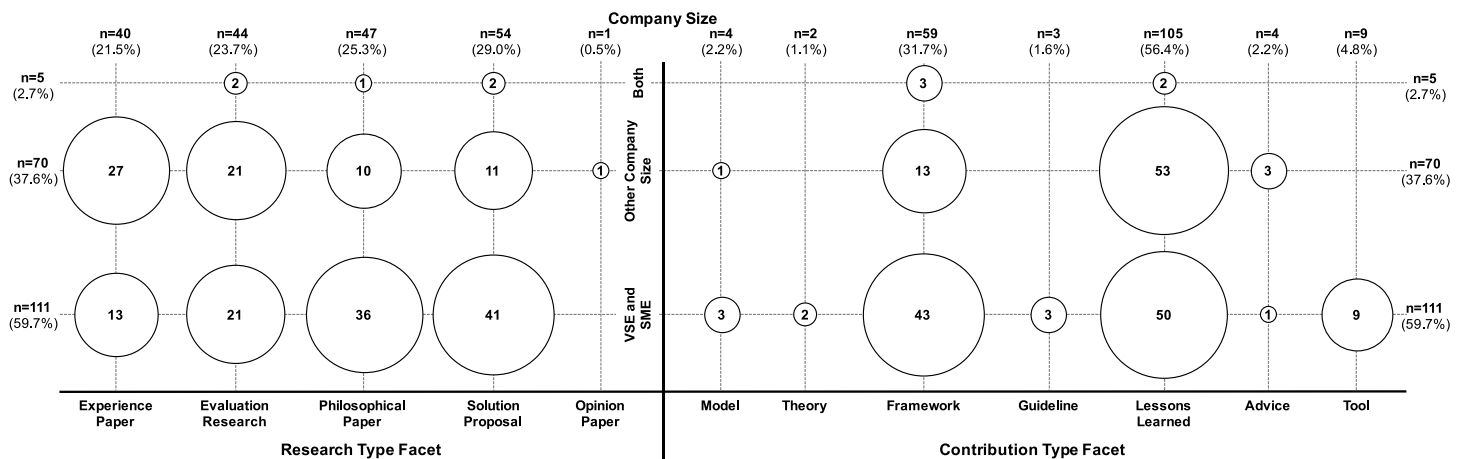 Company Size
n=40
(21.5%)
n=44
(23.7%)
n=47
(25.3%)
n=54
(29.0%)
n=1
(0.5%)
n=4
(2.2%)
n=2
(1.1%)
n=59
(31.7%)
n=3
(1.6%)
n=105
(56.4%)
n=4
(2.2%)
n=9
(4.8%)
n=5
(2.7%)
2
1
2
Both
3
2
n=5
(2.7%)
n=70
(37.6%)
27
21
10
11
1
Other Company
Size
1
13
53
3
n=70
(37.6%)
n=111
(59.7%)
13
21
36
41
VSE and
SME
3
2
43
3
50
1
9
n=111
(59.7%)
Experience
Paper
Evaluation
Research
Philosophical
Paper
Solution
Proposal
Opinion
Paper
Model
Theory
Framework
Guideline
Lessons
Learned
Advice
Tool
Research Type Facet
Contribution Type Facet